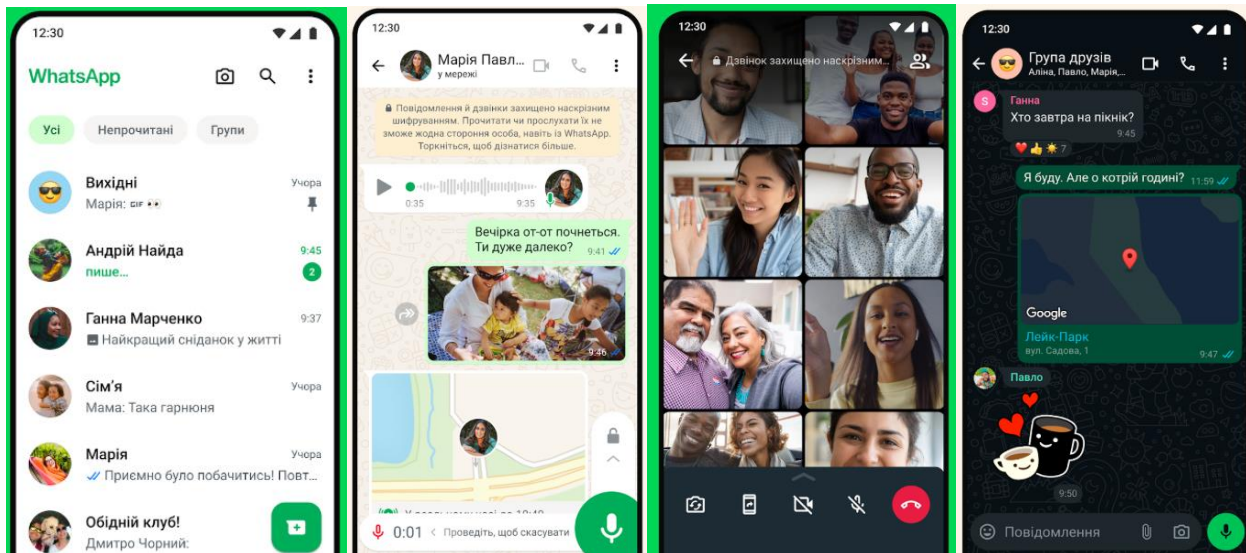 12:30
WhatsApp
Усі
Непрочитані
Групи
Вихідні
Учора
Марія: GIF 👀
Андрій Найда
9:45
пише...
2
Ганна Марченко
9:37
Найкращий сніданок у житті
Сім'я
Учора
Мама: Така гарнюня
Марія
Учора
Приємно було побачитись! Повт...
Обідній клуб!
Дмитро Чорний:
12:30
Марія Павл...
у мережі
Повідомлення й дзвінки захищено наскрізним
шифруванням. Прочитати чи прослухати їх не
зможе жодна стороння особа, навіть із WhatsApp.
Торкніться, щоб дізнатися більше.
0:35
9:35
Вечірка от-от почнеться.
Ти дуже далеко?
9:41
9:46
0:01
< Проведіть, щоб скасувати
12:30
Дзвінок захищено наскрізним...
12:30
Група друзів
Аліна, Павло, Марія,...
S
Ганна
Хто завтра на пікнік?
9:45
❤️👍☀️ 7
Я буду. Але о котрій годині?
11:59
Google
Лейк-Парк
вул. Садова, 1
9:47
Павло
9:50
Повідомлення